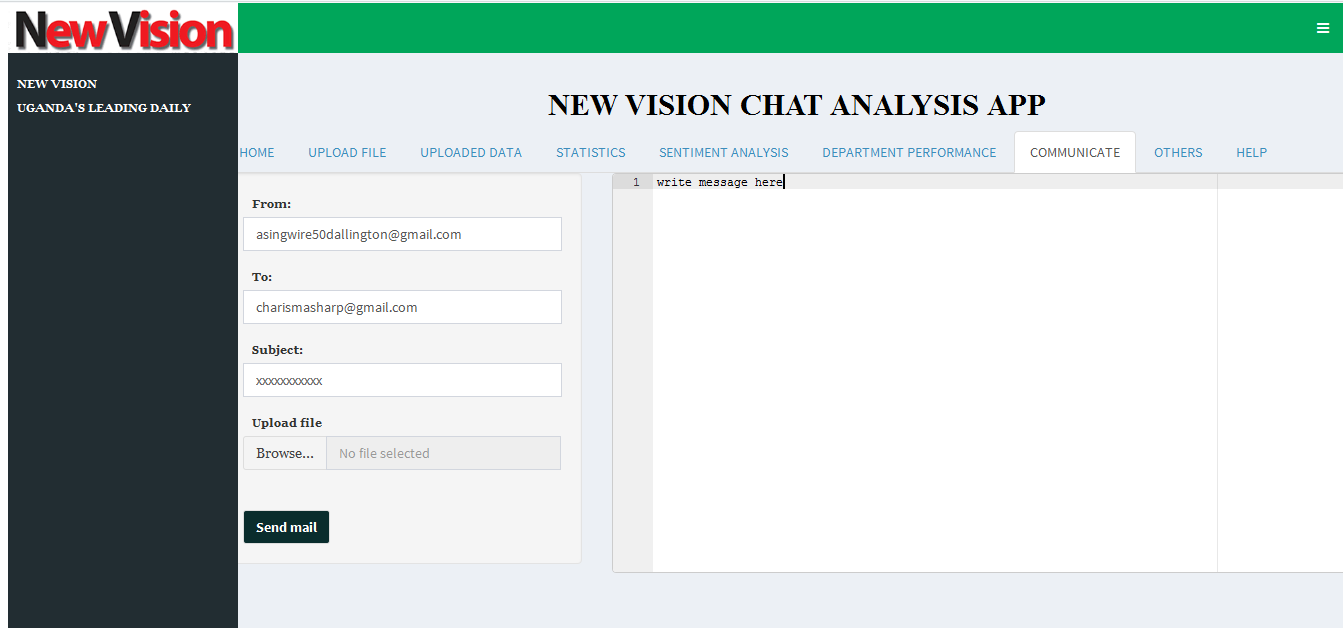 NewVision
NEW VISION
UGANDA'S LEADING DAILY
NEW VISION CHAT ANALYSIS APP
HOME UPLOAD FILE UPLOADED DATA STATISTICS SENTIMENT ANALYSIS DEPARTMENT PERFORMANCE COMMUNICATE OTHERS HELP
From:
asingwire50dallington@gmail.com
To:
charismasharp@gmail.com
Subject:
xxxxxxxxxxx
Upload file
Browse... No file selected
Send mail
1 write message here